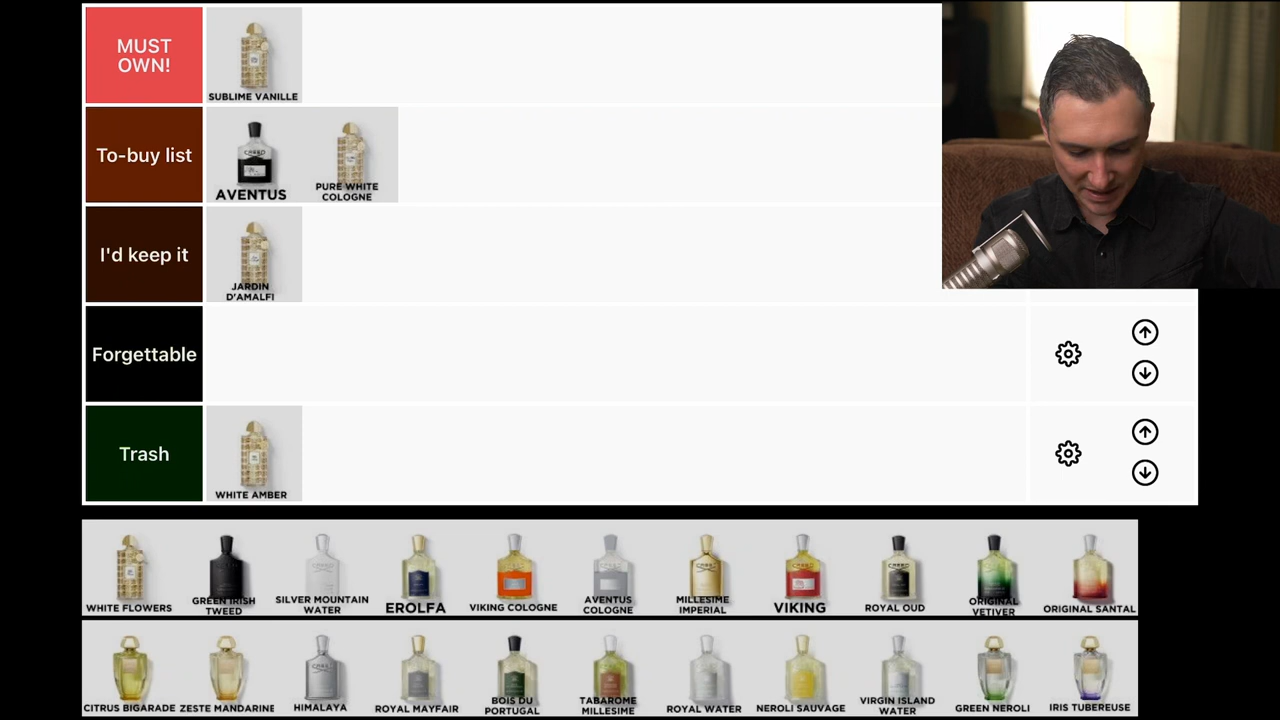 MUST
OWN!
SUBLIME VANILLE
To-buy list
CREED
AVENTUS
PURE WHITE
COLOGNE
I'd keep it
JARDIN
D'AMALFI
Forgettable
Trash
WHITE AMBER
WHITE FLOWERS
GREEN IRISH
TWEED
SILVER MOUNTAIN
WATER
EROLFA
VIKING COLOGNE
AVENTUS
COLOGNE
MILLESIME
IMPERIAL
VIKING
ROYAL OUD
ORIGINAL
VETIVER
ORIGINAL SANTAL
CITRUS BIGARADE
ZESTE MANDARINE
HIMALAYA
ROYAL MAYFAIR
BOIS DU
PORTUGAL
TABAROME
MILLESIME
ROYAL WATER
NEROLI SAUVAGE
VIRGIN ISLAND
WATER
GREEN NEROLI
IRIS TUBEREUSE